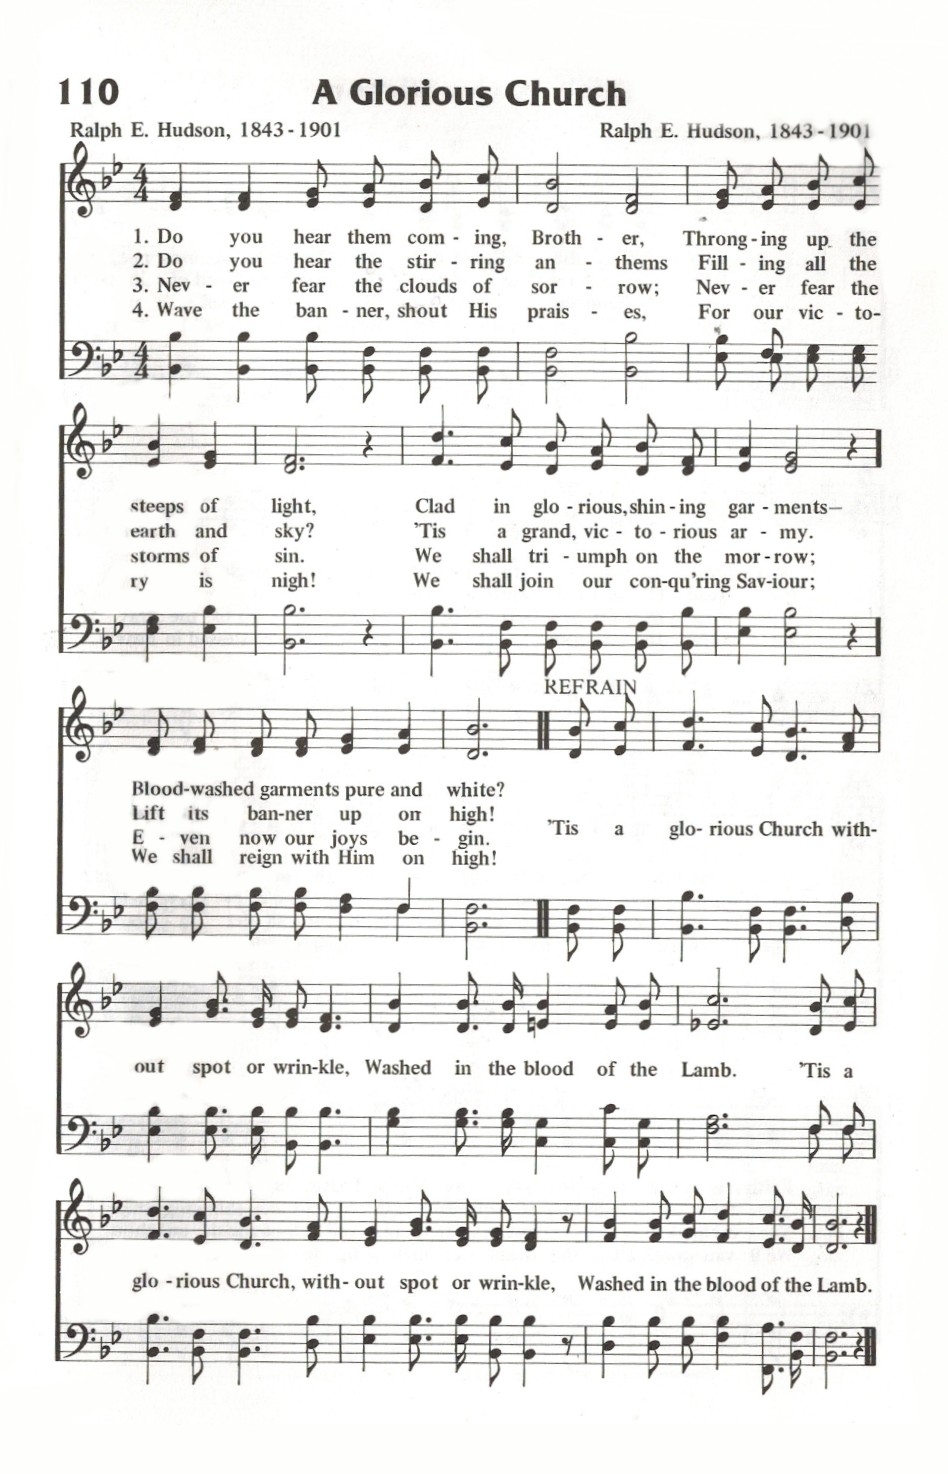 110 A Glorious Church
Ralph E. Hudson, 1843-1901 Ralph E. Hudson, 1843-1901
1. Do you hear them com - ing, Broth - er, Throng - ing up the
2. Do you hear the stir - ring an - thems Fill - ing all the
3. Nev - er fear the clouds of sor - row; Nev - er fear the
4. Wave the ban - ner, shout His prais - es, For our vic - to-
steeps of light, Clad in glo - rious, shin - ing gar - ments—
earth and sky? 'Tis a grand, vic - to - rious ar - my.
storms of sin. We shall tri - umph on the mor - row;
ry is nigh! We shall join our con-qu'ring Sav-iour;
REFRAIN
Blood-washed garments pure and white?
Lift its ban-ner up on high!
E - ven now our joys be - gin.
We shall reign with Him on high!
'Tis a glo- rious Church with-
out spot or wrin-kle, Washed in the blood of the Lamb. 'Tis a
glo - rious Church, with-out spot or wrin-kle, Washed in the blood of the Lamb.